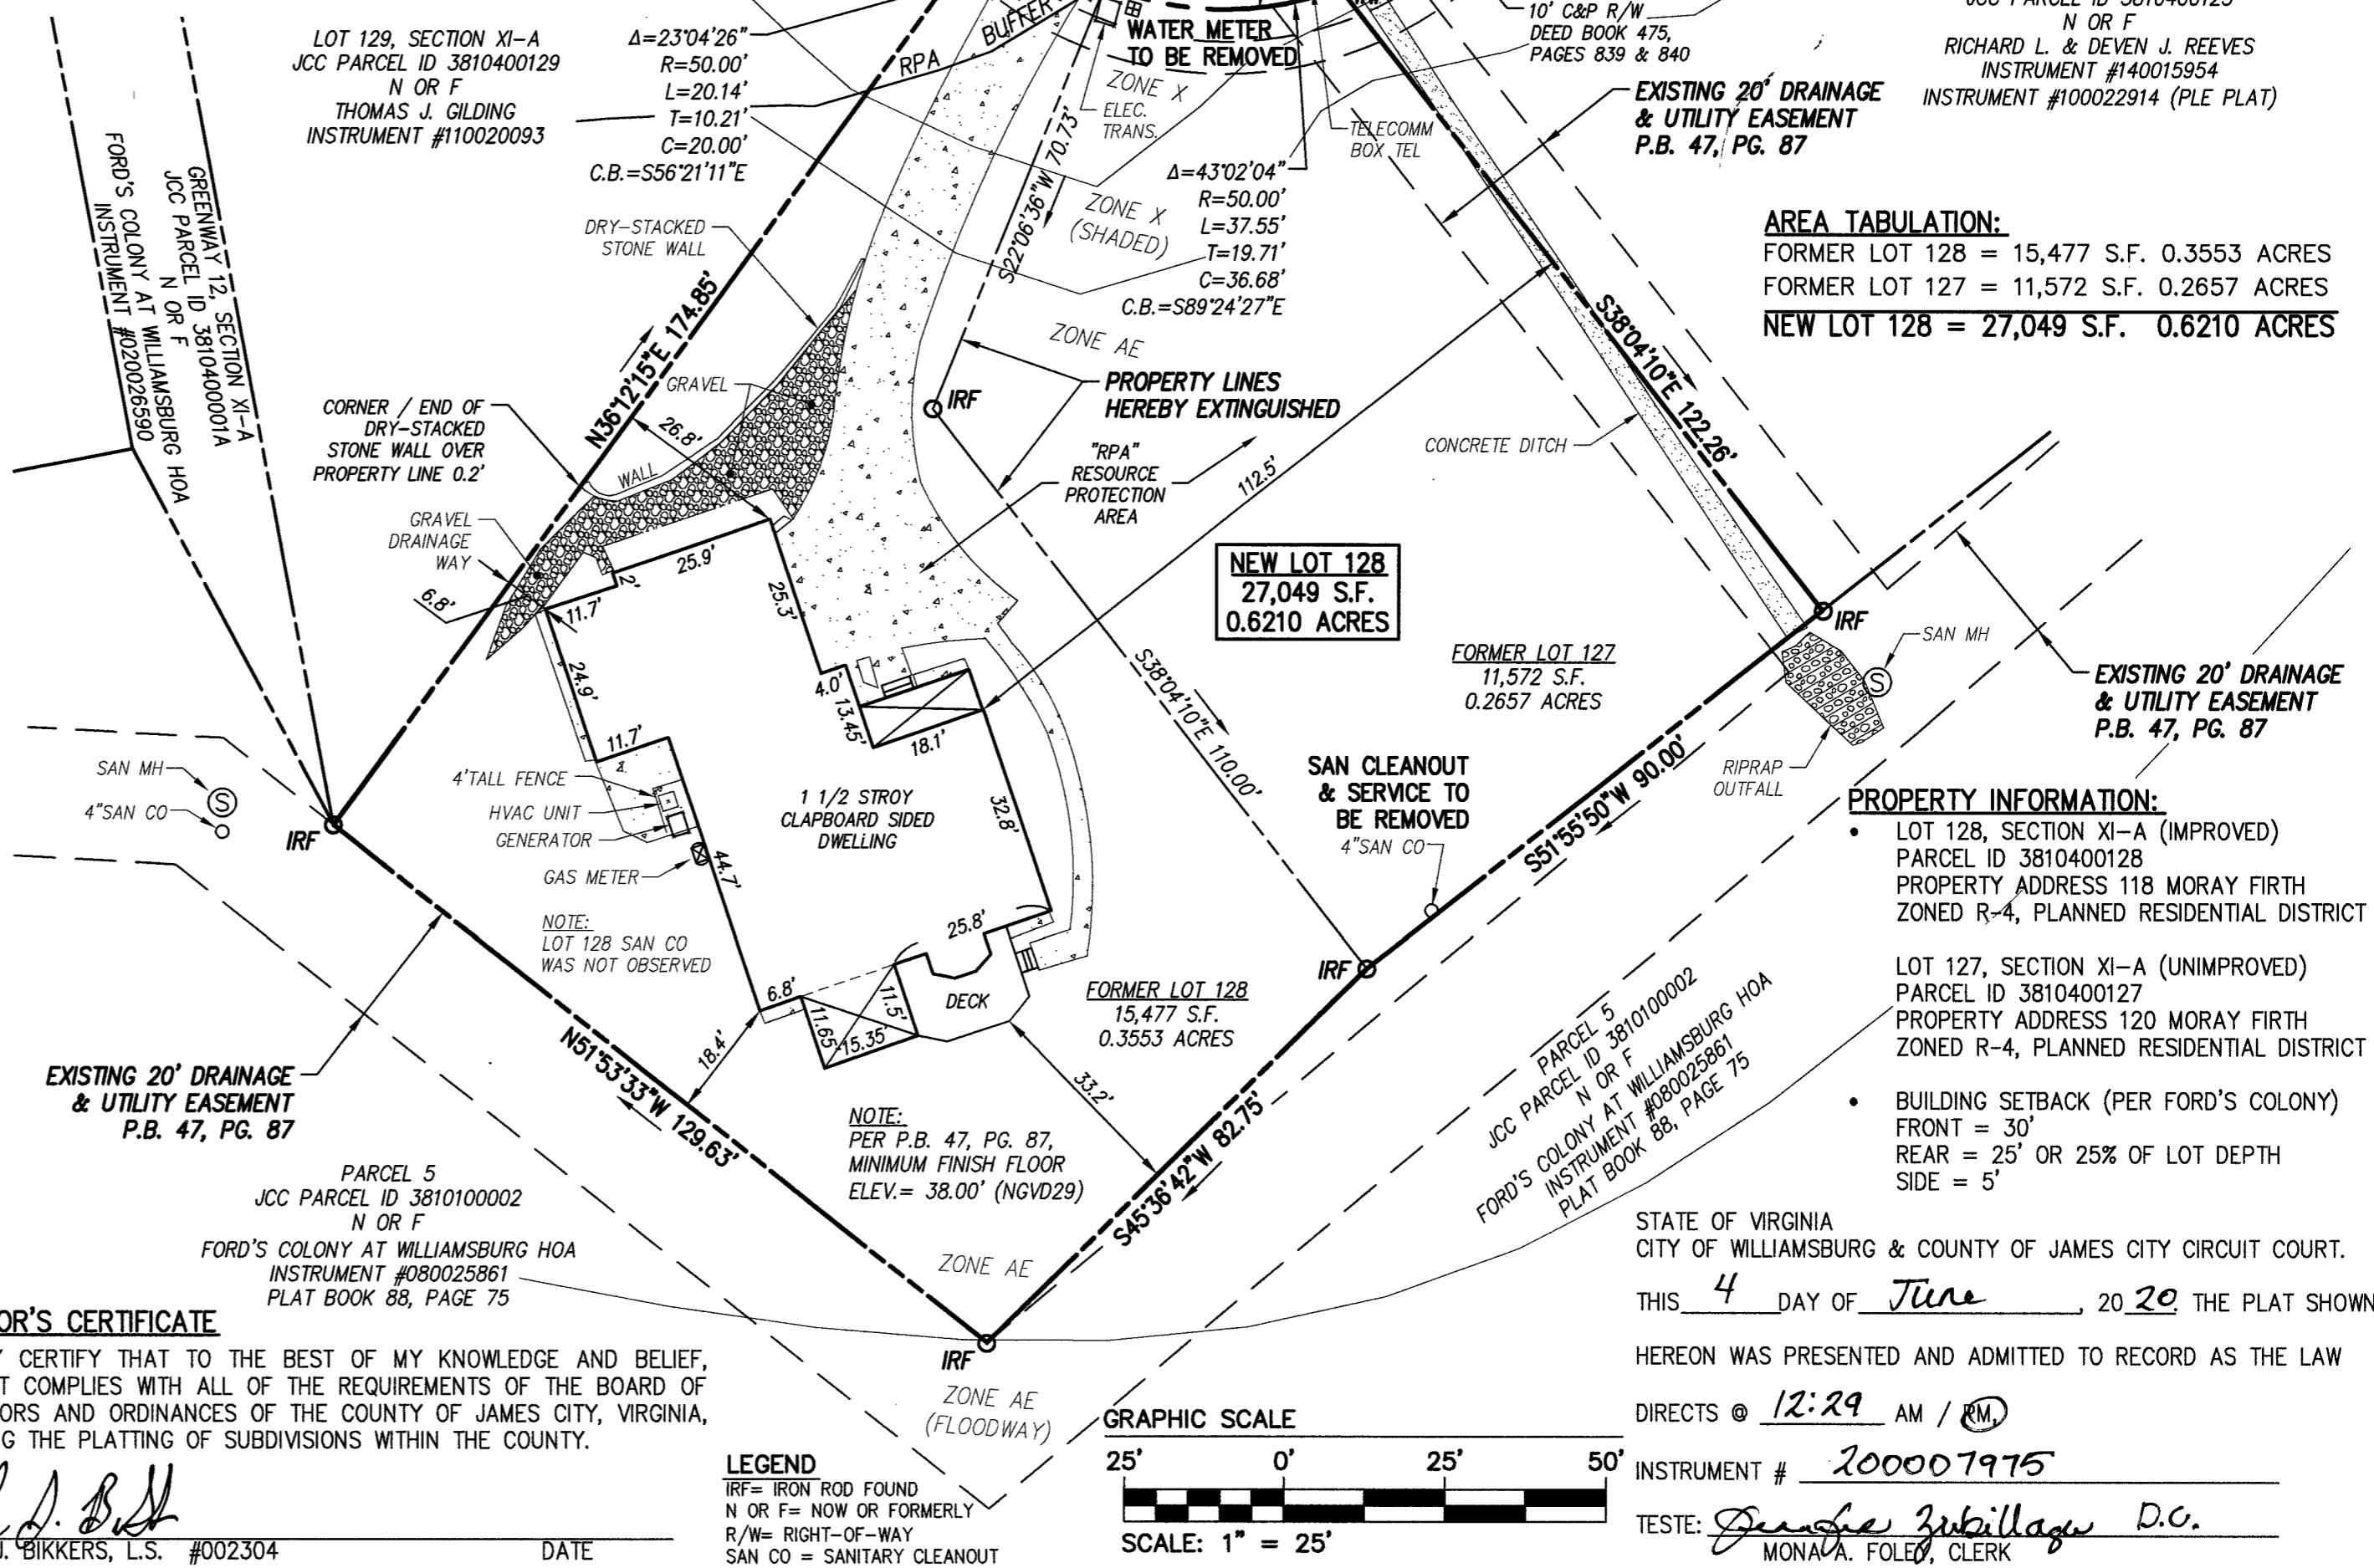 LOT 129, SECTION XI-A
JCC PARCEL ID 3810400129
N OR F
THOMAS J. GILDING
INSTRUMENT #110020093
Δ=23°04'26"
R=50.00'
L=20.14'
T=10.21'
C=20.00'
C.B.=S56°21'11"E
RPA BUFFER
WATER METER
TO BE REMOVED
ZONE X
ELEC.
TRANS.
TELECOMM
BOX TEL
10' C&P R/W
DEED BOOK 475,
PAGES 839 & 840
N OR F
RICHARD L. & DEVEN J. REEVES
INSTRUMENT #140015954
INSTRUMENT #100022914 (PLE PLAT)
EXISTING 20' DRAINAGE
& UTILITY EASEMENT
P.B. 47, PG. 87
Δ=43°02'04"
R=50.00'
L=37.55'
T=19.71'
C=36.68'
C.B.=S89°24'27"E
ZONE X
(SHADED)
S22°06'36"W 70.73'
GREENWAY 12, SECTION XI-A
JCC PARCEL ID 3810400001A
N OR F
FORD'S COLONY AT WILLIAMSBURG HOA
INSTRUMENT #020026590
DRY-STACKED
STONE WALL
N36°12'15"E 174.85'
AREA TABULATION:
FORMER LOT 128 = 15,477 S.F. 0.3553 ACRES
FORMER LOT 127 = 11,572 S.F. 0.2657 ACRES
NEW LOT 128 = 27,049 S.F. 0.6210 ACRES
ZONE AE
GRAVEL
IRF
PROPERTY LINES
HEREBY EXTINGUISHED
S38°04'10"E 122.26'
CORNER / END OF
DRY-STACKED
STONE WALL OVER
PROPERTY LINE 0.2'
26.8'
WALL
"RPA"
RESOURCE
PROTECTION
AREA
112.5'
CONCRETE DITCH
GRAVEL
DRAINAGE
WAY
6.8'
25.9'
2'
11.7'
25.3'
NEW LOT 128
27,049 S.F.
0.6210 ACRES
IRF
SAN MH
S
24.9'
4.0'
13.45'
18.1'
11.7'
S38°04'10"E 110.00'
FORMER LOT 127
11,572 S.F.
0.2657 ACRES
EXISTING 20' DRAINAGE
& UTILITY EASEMENT
P.B. 47, PG. 87
SAN MH
S
4"SAN CO
IRF
4'TALL FENCE
HVAC UNIT
GENERATOR
GAS METER
44.7'
1 1/2 STROY
CLAPBOARD SIDED
DWELLING
32.8'
SAN CLEANOUT
& SERVICE TO
BE REMOVED
4"SAN CO
S51°55'50"W 90.00'
RIPRAP
OUTFALL
PROPERTY INFORMATION:
• LOT 128, SECTION XI-A (IMPROVED)
PARCEL ID 3810400128
PROPERTY ADDRESS 118 MORAY FIRTH
ZONED R-4, PLANNED RESIDENTIAL DISTRICT
LOT 127, SECTION XI-A (UNIMPROVED)
PARCEL ID 3810400127
PROPERTY ADDRESS 120 MORAY FIRTH
ZONED R-4, PLANNED RESIDENTIAL DISTRICT
• BUILDING SETBACK (PER FORD'S COLONY)
FRONT = 30'
REAR = 25' OR 25% OF LOT DEPTH
SIDE = 5'
NOTE:
LOT 128 SAN CO
WAS NOT OBSERVED
25.8'
6.8'
11.5'
11.65'
15.35'
DECK
IRF
FORMER LOT 128
15,477 S.F.
0.3553 ACRES
18.4'
33.2'
EXISTING 20' DRAINAGE
& UTILITY EASEMENT
P.B. 47, PG. 87
N51°53'33"W 129.63'
NOTE:
PER P.B. 47, PG. 87,
MINIMUM FINISH FLOOR
ELEV.= 38.00' (NGVD29)
S45°36'42"W 82.75'
PARCEL 5
JCC PARCEL ID 3810100002
N OR F
FORD'S COLONY AT WILLIAMSBURG HOA
INSTRUMENT #080025861
PLAT BOOK 88, PAGE 75
PARCEL 5
JCC PARCEL ID 3810100002
N OR F
FORD'S COLONY AT WILLIAMSBURG HOA
INSTRUMENT #080025861
PLAT BOOK 88, PAGE 75
ZONE AE
IRF
ZONE AE
(FLOODWAY)
OR'S CERTIFICATE
CERTIFY THAT TO THE BEST OF MY KNOWLEDGE AND BELIEF,
T COMPLIES WITH ALL OF THE REQUIREMENTS OF THE BOARD OF
ORS AND ORDINANCES OF THE COUNTY OF JAMES CITY, VIRGINIA,
G THE PLATTING OF SUBDIVISIONS WITHIN THE COUNTY.
J. BIKKERS, L.S. #002304 DATE
LEGEND
IRF= IRON ROD FOUND
N OR F= NOW OR FORMERLY
R/W= RIGHT-OF-WAY
SAN CO = SANITARY CLEANOUT
GRAPHIC SCALE
25' 0' 25' 50'
SCALE: 1" = 25'
STATE OF VIRGINIA
CITY OF WILLIAMSBURG & COUNTY OF JAMES CITY CIRCUIT COURT.
THIS 4 DAY OF June, 20 20. THE PLAT SHOWN
HEREON WAS PRESENTED AND ADMITTED TO RECORD AS THE LAW
DIRECTS @ 12:29 AM / PM.
INSTRUMENT # 200007975
TESTE: Jennifer Zubillaga D.C.
MONA A. FOLEY, CLERK